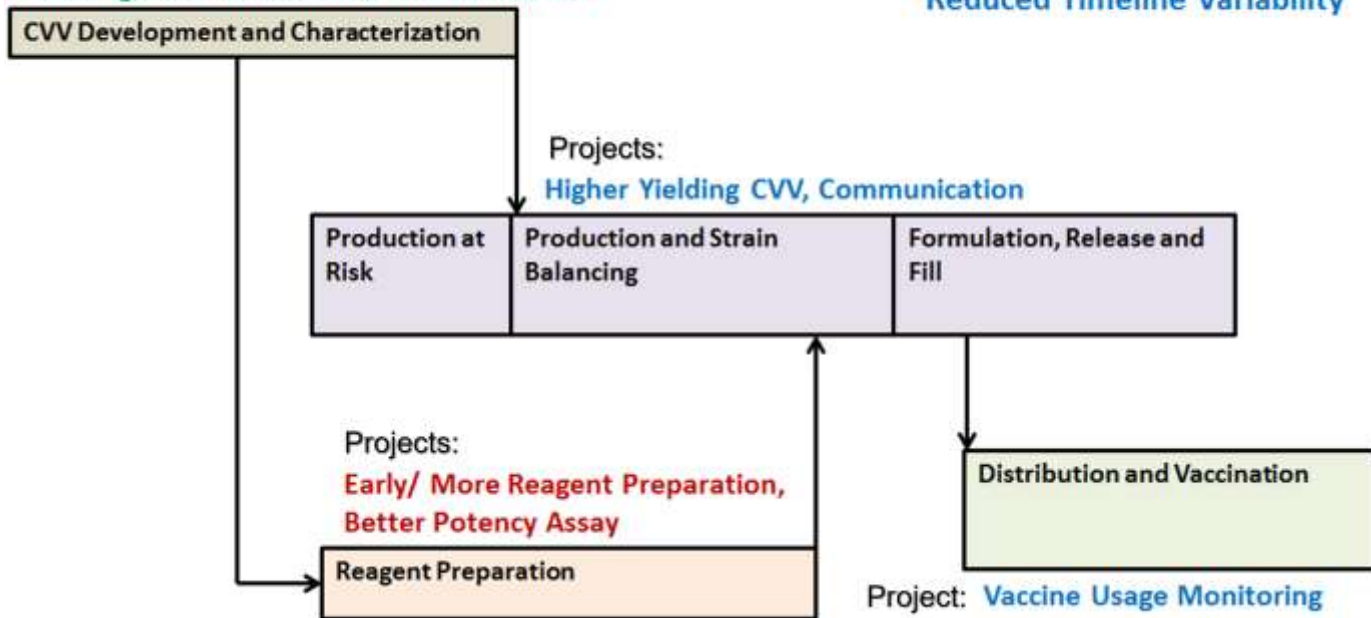 Reduced Timeline Variability
CVV Development and Characterization
Projects:
Higher Yielding CVV, Communication
Production at
Risk
Production and Strain
Balancing
Formulation, Release and
Fill
Projects:
Early/ More Reagent Preparation,
Better Potency Assay
Reagent Preparation
Distribution and Vaccination
Project: Vaccine Usage Monitoring